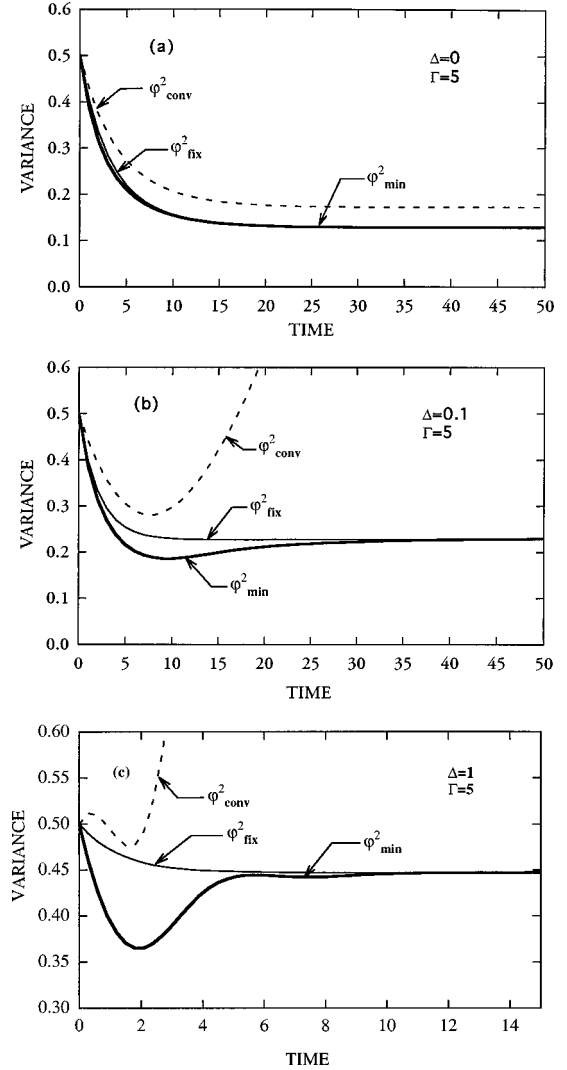 0.6
(a)
Δ=0
Γ=5
0.5
φ²conv
0.4
VARIANCE
0.3
φ²fix
φ²min
0.2
0.1
0.0
0 5 10 15 20 25 30 35 40 45 50
TIME
0.6
(b)
Δ=0.1
Γ=5
0.5
φ²conv
0.4
VARIANCE
0.3
φ²fix
0.2
φ²min
0.1
0.0
0 5 10 15 20 25 30 35 40 45 50
TIME
0.60
(c)
Δ=1
Γ=5
0.55
φ²conv
0.50
φ²fix
φ²min
VARIANCE
0.45
0.40
0.35
0.30
0 2 4 6 8 10 12 14
TIME